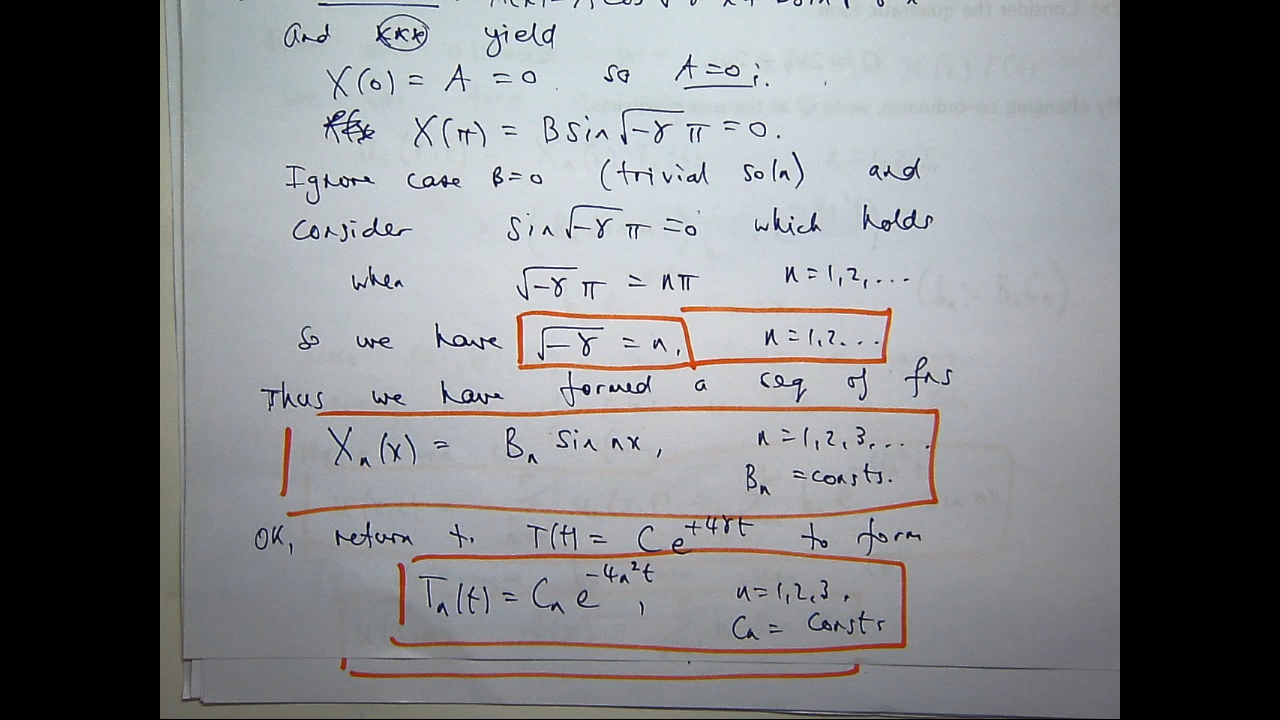 And (***) yield
X(0) = A = 0 so A = 0;
X(π) = B sin √-γ π = 0.
Ignore case B=0 (trivial soln) and
consider sin √-γ π = 0 which holds
when √-γ π = nπ n = 1, 2, ...
So we have √-γ = n, n = 1, 2 ...
Thus we have formed a seq of fns
Xₙ(x) = Bₙ sin nx, n = 1, 2, 3, ...
Bₙ = consts.
OK, return to T(t) = C e^{+4γt} to form
Tₙ(t) = Cₙ e^{-4n²t}, n = 1, 2, 3.
Cₙ = consts